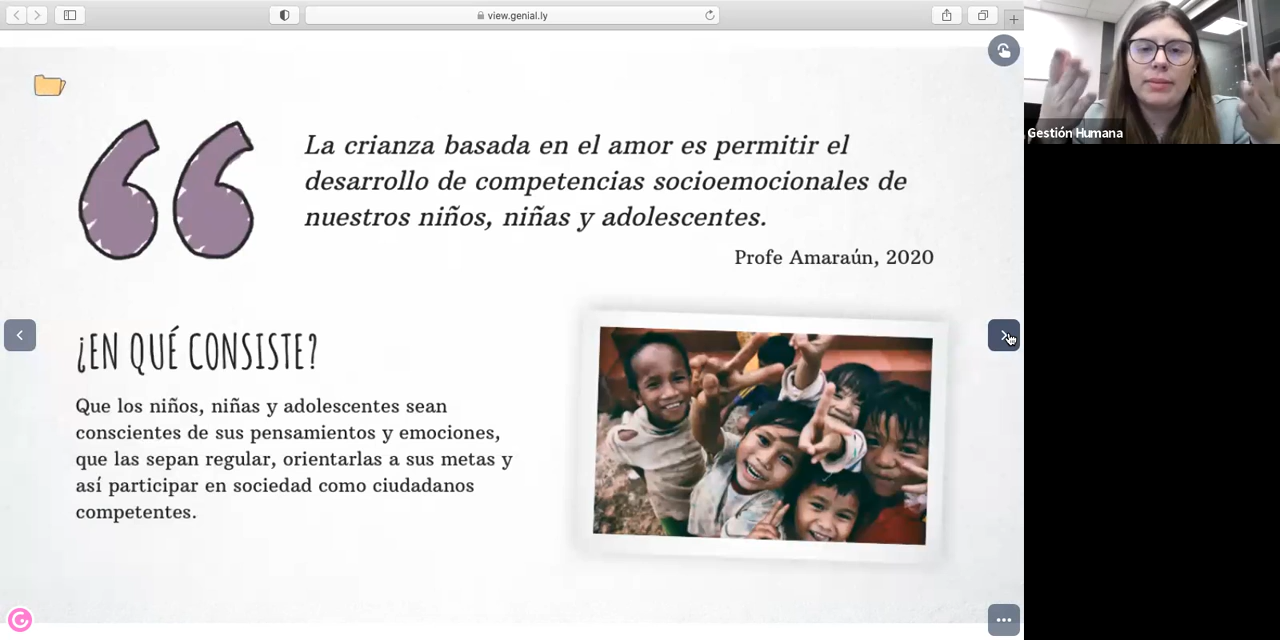 view.genial.ly
Gestión Humana
La crianza basada en el amor es permitir el
desarrollo de competencias socioemocionales de
nuestros niños, niñas y adolescentes.
Profe Amaraún, 2020
¿EN QUÉ CONSISTE?
Que los niños, niñas y adolescentes sean
conscientes de sus pensamientos y emociones,
que las sepan regular, orientarlas a sus metas y
así participar en sociedad como ciudadanos
competentes.